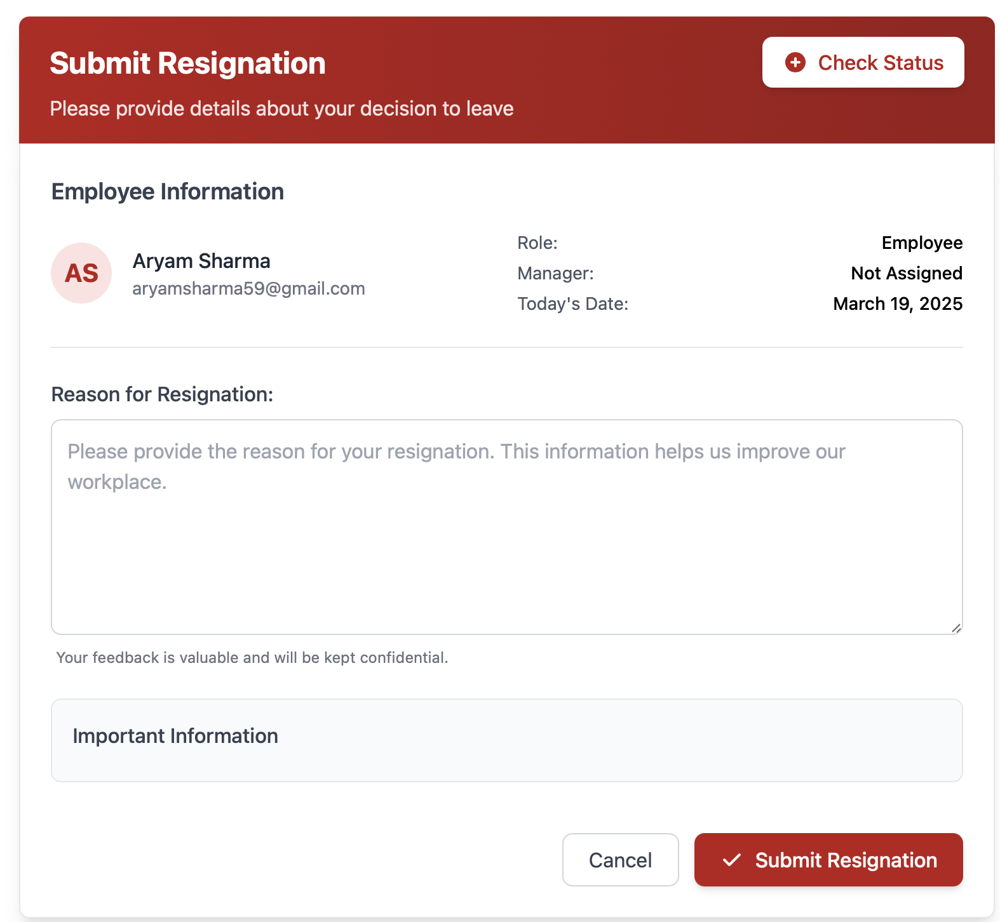 Submit Resignation
Check Status
Please provide details about your decision to leave
Employee Information
AS
Aryam Sharma
aryamsharma59@gmail.com
Role: Employee
Manager: Not Assigned
Today's Date: March 19, 2025
Reason for Resignation:
Please provide the reason for your resignation. This information helps us improve our
workplace.
Your feedback is valuable and will be kept confidential.
Important Information
Cancel
Submit Resignation